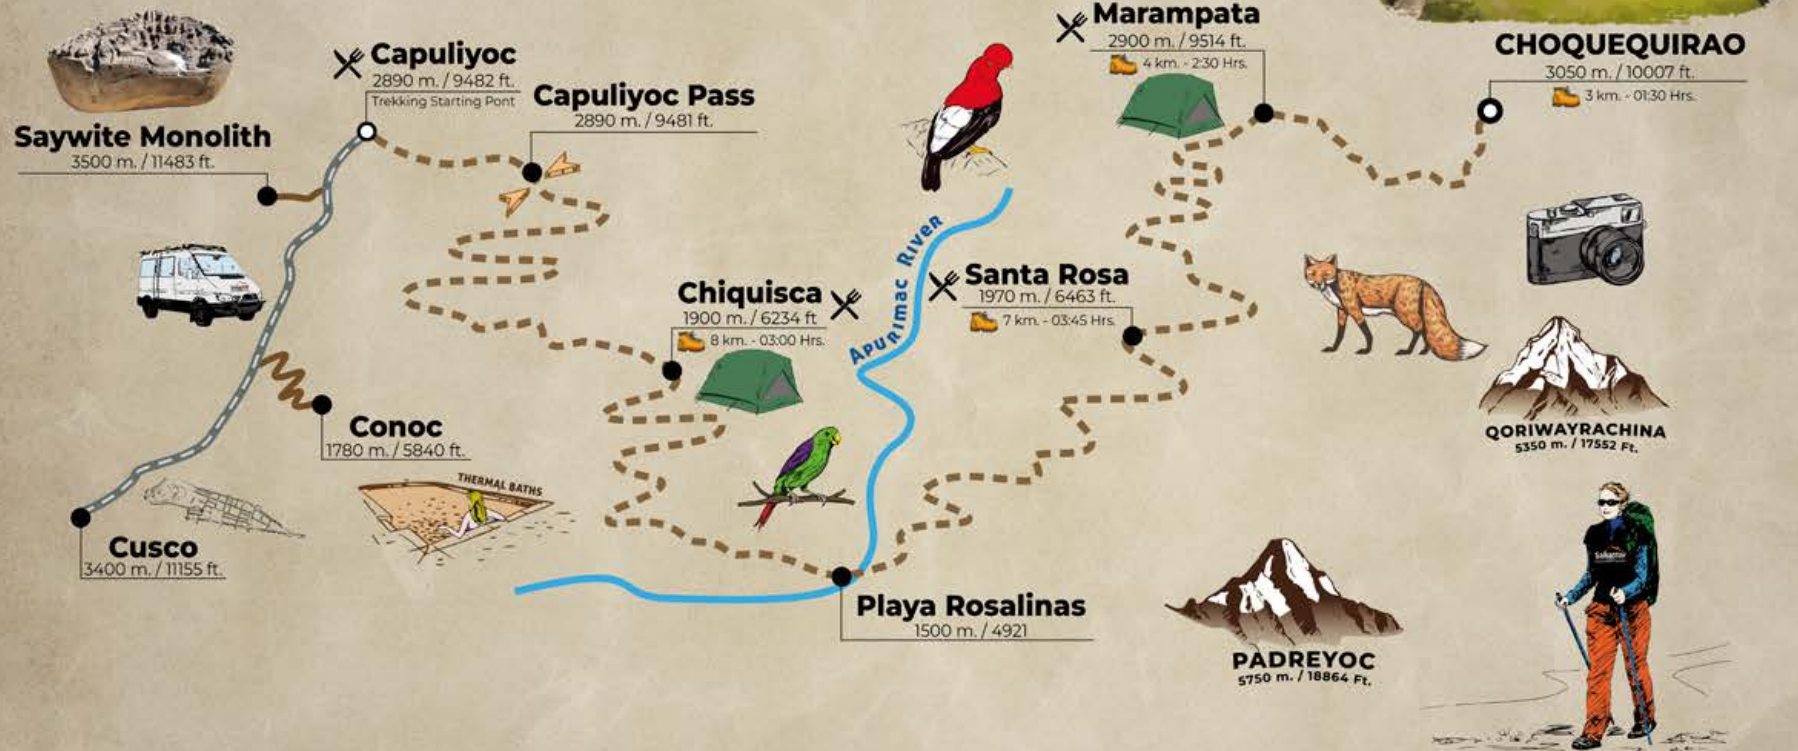 Capuliyoc
2890 m. / 9482 ft.
Trekking Starting Pont
Capuliyoc Pass
2890 m. / 9481 ft.
Saywite Monolith
3500 m. / 11483 ft.
Marampata
2900 m. / 9514 ft.
4 km. - 2:30 Hrs.
CHOQUEQUIRAO
3050 m. / 10007 ft.
3 km. - 01:30 Hrs.
Chiquisca
1900 m. / 6234 ft
8 km. - 03:00 Hrs.
Apurimac River
Santa Rosa
1970 m. / 6463 ft.
7 km. - 03:45 Hrs.
Conoc
1780 m. / 5840 ft.
THERMAL BATHS
Cusco
3400 m. / 11155 ft.
Playa Rosalinas
1500 m. / 4921
QORIWAYRACHINA
5350 m. / 17552 Ft.
PADREYOC
5750 m. / 18864 Ft.